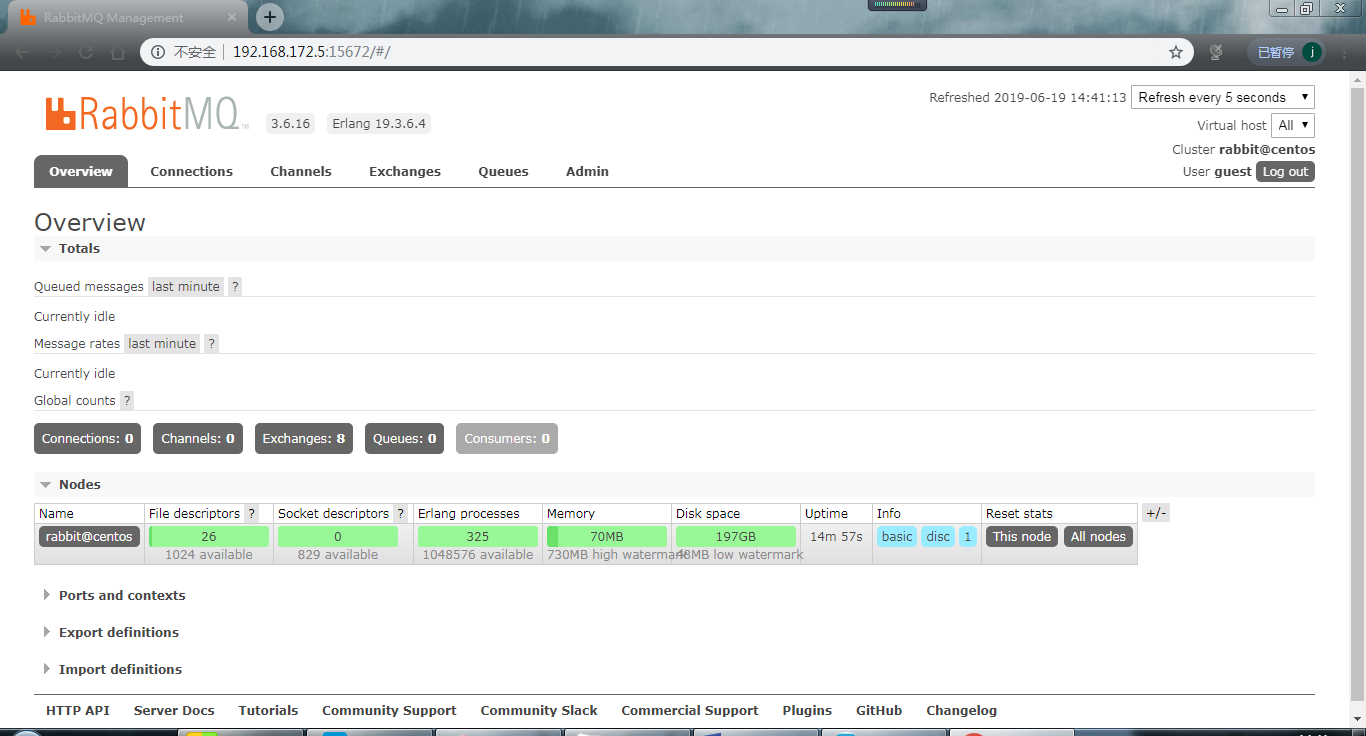 RabbitMQ Management
不安全 192.168.172.5:15672/#/ 已暂停 j
RabbitMQ TM 3.6.16 Erlang 19.3.6.4
Refreshed 2019-06-19 14:41:13 Refresh every 5 seconds
Virtual host All
Cluster rabbit@centos
User guest Log out
Overview Connections Channels Exchanges Queues Admin
Overview
Totals
Queued messages last minute ?
Currently idle
Message rates last minute ?
Currently idle
Global counts ?
Connections: 0 Channels: 0 Exchanges: 8 Queues: 0 Consumers: 0
Nodes
Name File descriptors ? Socket descriptors ? Erlang processes Memory Disk space Uptime Info Reset stats +/-
rabbit@centos 26 0 325 70MB 197GB 14m 57s basic disc 1 This node All nodes
1024 available 829 available 1048576 available 730MB high watermark 48MB low watermark
Ports and contexts
Export definitions
Import definitions
HTTP API Server Docs Tutorials Community Support Community Slack Commercial Support Plugins GitHub Changelog